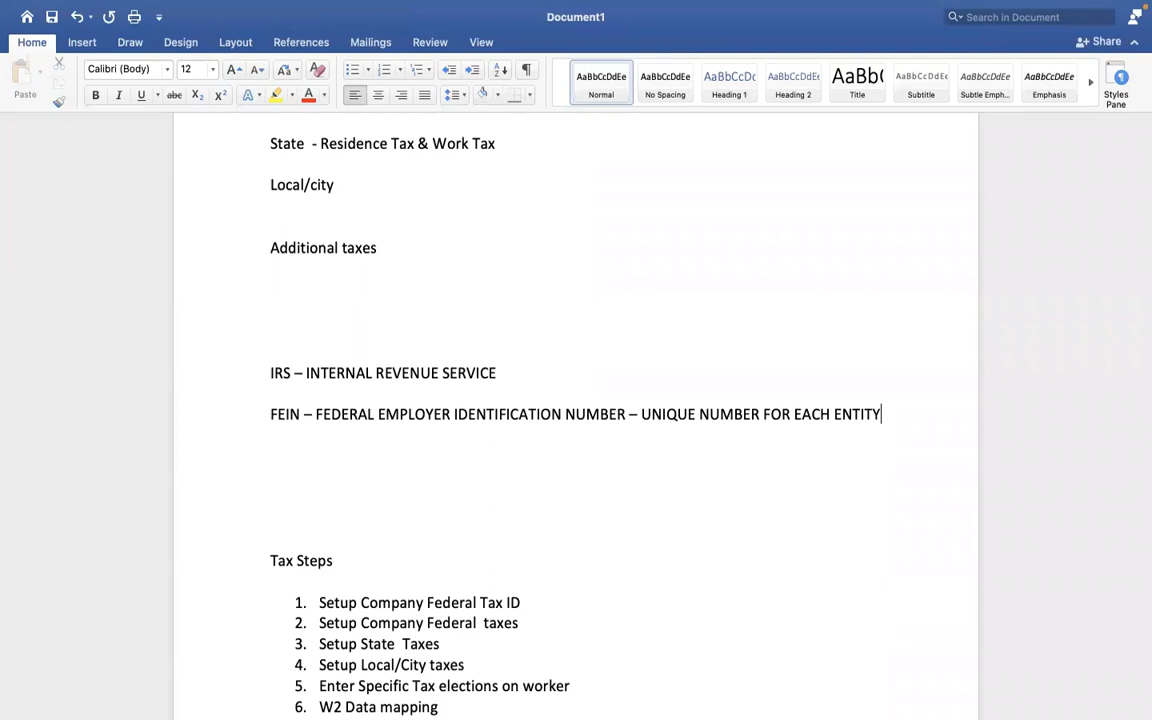 Document1
Search in Document
Home Insert Draw Design Layout References Mailings Review View Share
Paste Calibri (Body) 12
AaBbCcDdEe AaBbCcDdEe AaBbCcDc AaBbCcDdEe AaBb( AaBbCcDdEe AaBbCcDdEe AaBbCcDdEe
Normal No Spacing Heading 1 Heading 2 Title Subtitle Subtle Emph... Emphasis Styles Pane
State - Residence Tax & Work Tax
Local/city
Additional taxes
IRS – INTERNAL REVENUE SERVICE
FEIN – FEDERAL EMPLOYER IDENTIFICATION NUMBER – UNIQUE NUMBER FOR EACH ENTITY
Tax Steps
1. Setup Company Federal Tax ID
2. Setup Company Federal taxes
3. Setup State Taxes
4. Setup Local/City taxes
5. Enter Specific Tax elections on worker
6. W2 Data mapping